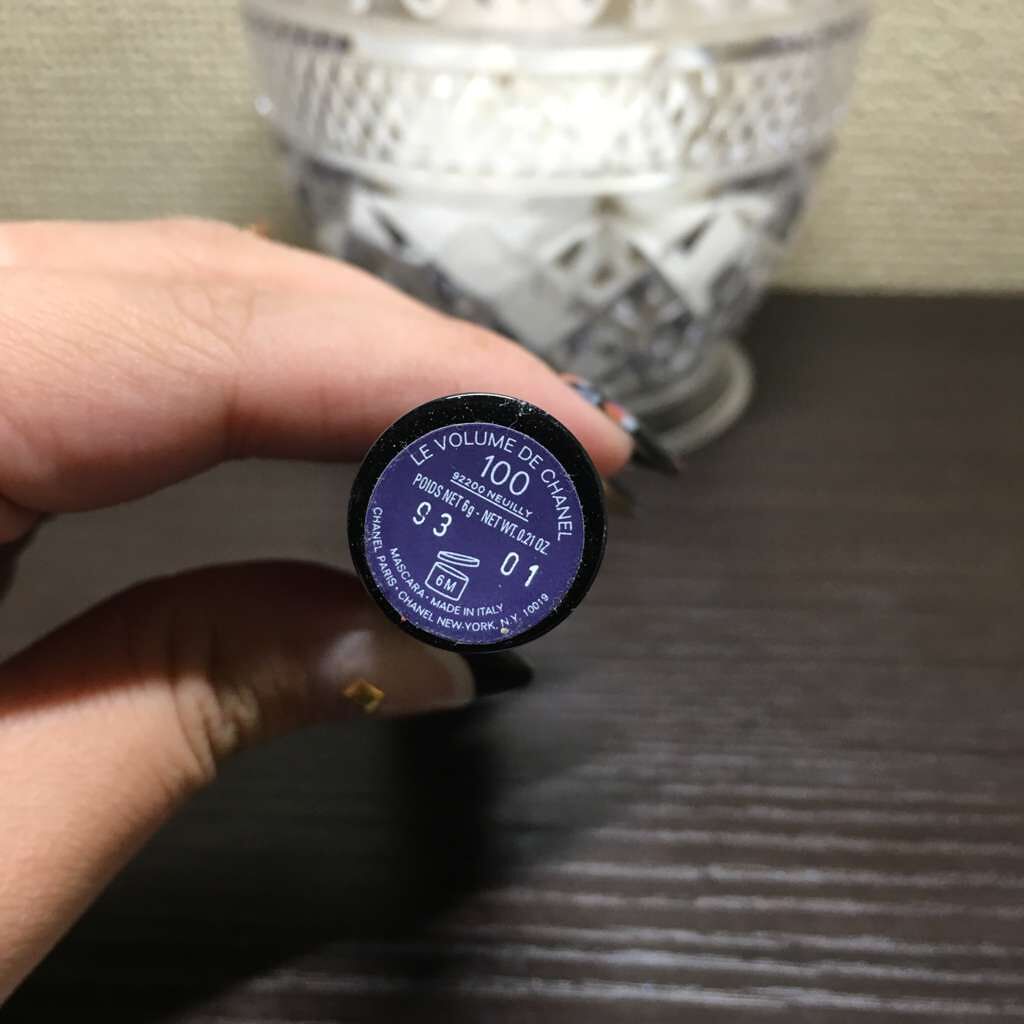 LE VOLUME DE CHANEL
100
92200 NEUILLY
POIDS NET 6g - NET WT. 0.21 OZ.
93 01
6M
MASCARA • MADE IN ITALY
CHANEL PARIS • CHANEL NEW-YORK, N.Y. 10019